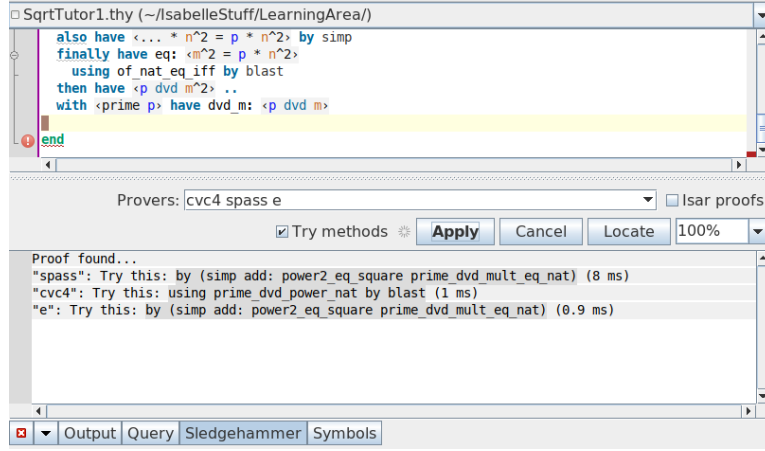 SqrtTutor1.thy (~/IsabelleStuff/LearningArea/)
also have ‹... * n^2 = p * n^2› by simp
finally have eq: ‹m^2 = p * n^2›
using of_nat_eq_iff by blast
then have ‹p dvd m^2› ..
with ‹prime p› have dvd_m: ‹p dvd m›
end
Provers: cvc4 spass e Isar proofs
Try methods Apply Cancel Locate 100%
Proof found...
"spass": Try this: by (simp add: power2_eq_square prime_dvd_mult_eq_nat) (8 ms)
"cvc4": Try this: using prime_dvd_power_nat by blast (1 ms)
"e": Try this: by (simp add: power2_eq_square prime_dvd_mult_eq_nat) (0.9 ms)
Output Query Sledgehammer Symbols